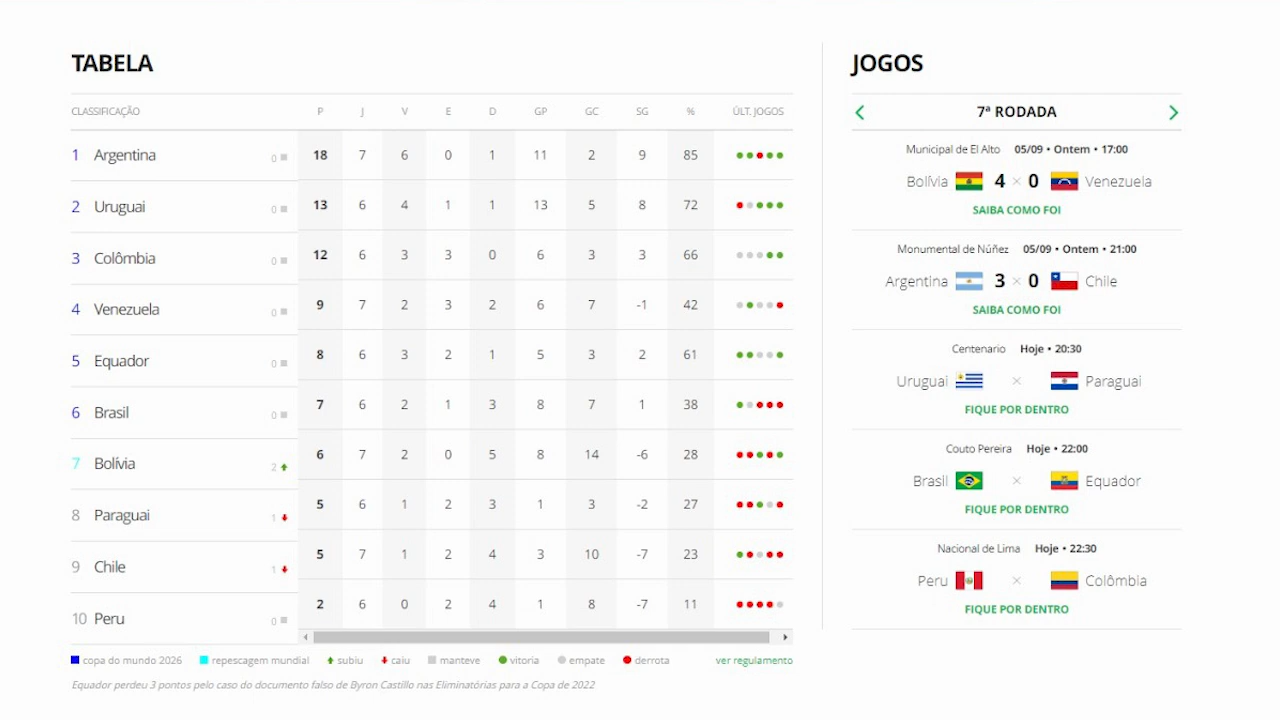 TABELA
CLASSIFICAÇÃO P J V E D GP GC SG % ÚLT. JOGOS
1 Argentina 0 18 7 6 0 1 11 2 9 85
2 Uruguai 0 13 6 4 1 1 13 5 8 72
3 Colômbia 0 12 6 3 3 0 6 3 3 66
4 Venezuela 0 9 7 2 3 2 6 7 -1 42
5 Equador 0 8 6 3 2 1 5 3 2 61
6 Brasil 0 7 6 2 1 3 8 7 1 38
7 Bolívia 2 6 7 2 0 5 8 14 -6 28
8 Paraguai 1 5 6 1 2 3 1 3 -2 27
9 Chile 1 5 7 1 2 4 3 10 -7 23
10 Peru 0 2 6 0 2 4 1 8 -7 11
copa do mundo 2026 repescagem mundial subiu caiu manteve vitoria empate derrota ver regulamento
Equador perdeu 3 pontos pelo caso do documento falso de Byron Castillo nas Eliminatórias para a Copa de 2022
JOGOS
7ª RODADA
Municipal de El Alto 05/09 • Ontem • 17:00
Bolívia 4 × 0 Venezuela
SAIBA COMO FOI
Monumental de Núñez 05/09 • Ontem • 21:00
Argentina 3 × 0 Chile
SAIBA COMO FOI
Centenario Hoje • 20:30
Uruguai × Paraguai
FIQUE POR DENTRO
Couto Pereira Hoje • 22:00
Brasil × Equador
FIQUE POR DENTRO
Nacional de Lima Hoje • 22:30
Peru × Colômbia
FIQUE POR DENTRO